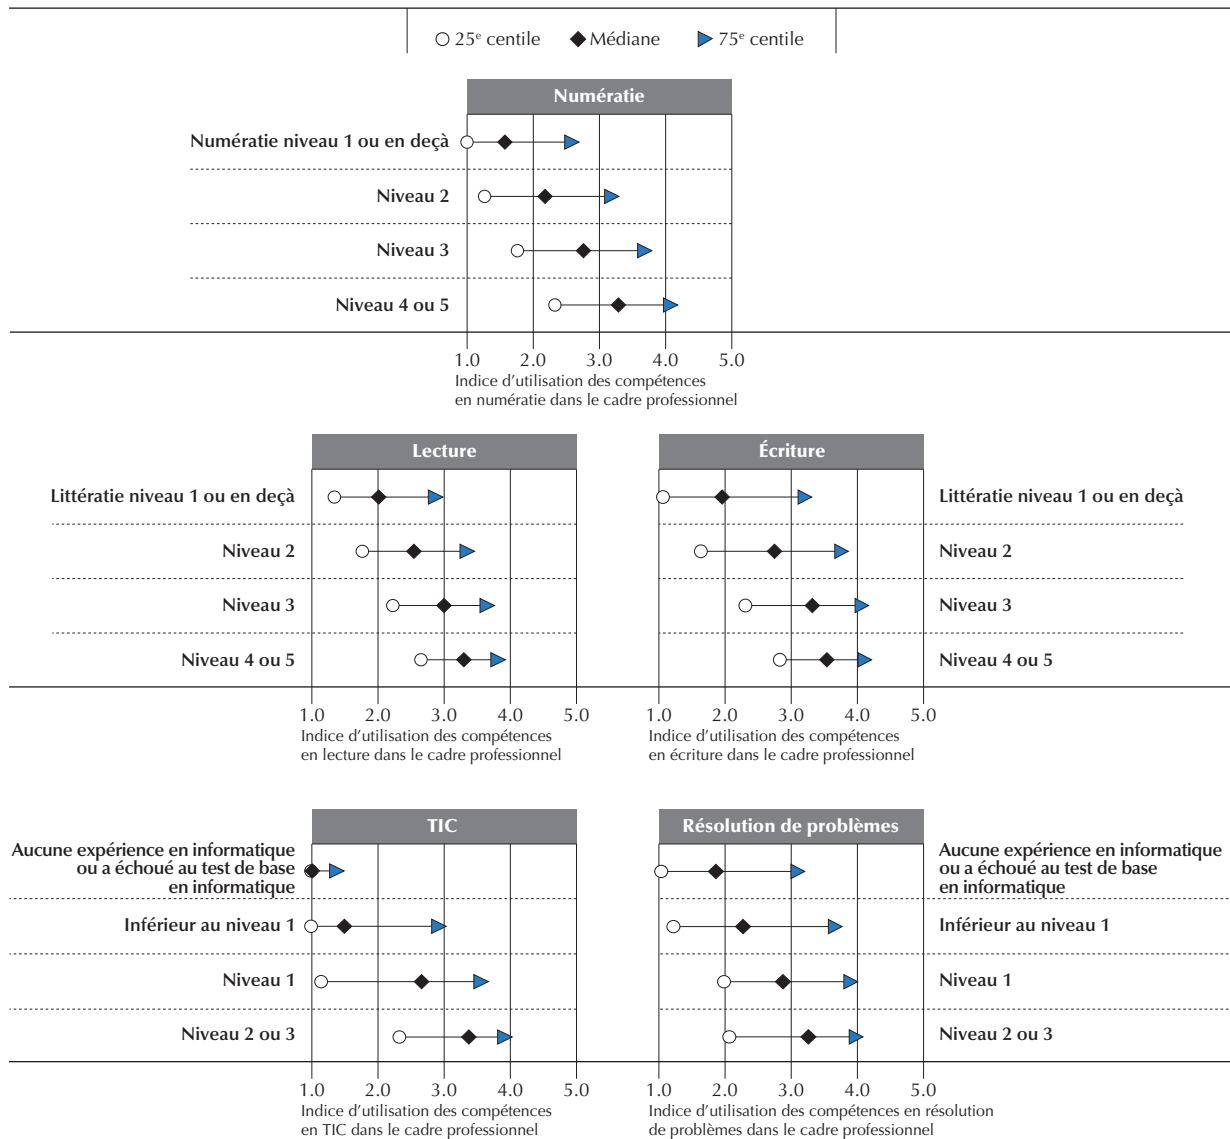 25e centile Médiane 75e centile
Numératie
Numératie niveau 1 ou en deçà
Niveau 2
Niveau 3
Niveau 4 ou 5
1.0 2.0 3.0 4.0 5.0
Indice d'utilisation des compétences
en numératie dans le cadre professionnel
Lecture
Littératie niveau 1 ou en deçà
Niveau 2
Niveau 3
Niveau 4 ou 5
1.0 2.0 3.0 4.0 5.0
Indice d'utilisation des compétences
en lecture dans le cadre professionnel
Écriture
Littératie niveau 1 ou en deçà
Niveau 2
Niveau 3
Niveau 4 ou 5
1.0 2.0 3.0 4.0 5.0
Indice d'utilisation des compétences
en écriture dans le cadre professionnel
TIC
Aucune expérience en informatique
ou a échoué au test de base
en informatique
Inférieur au niveau 1
Niveau 1
Niveau 2 ou 3
1.0 2.0 3.0 4.0 5.0
Indice d'utilisation des compétences
en TIC dans le cadre professionnel
Résolution de problèmes
Aucune expérience en informatique
ou a échoué au test de base
en informatique
Inférieur au niveau 1
Niveau 1
Niveau 2 ou 3
1.0 2.0 3.0 4.0 5.0
Indice d'utilisation des compétences en résolution
de problèmes dans le cadre professionnel